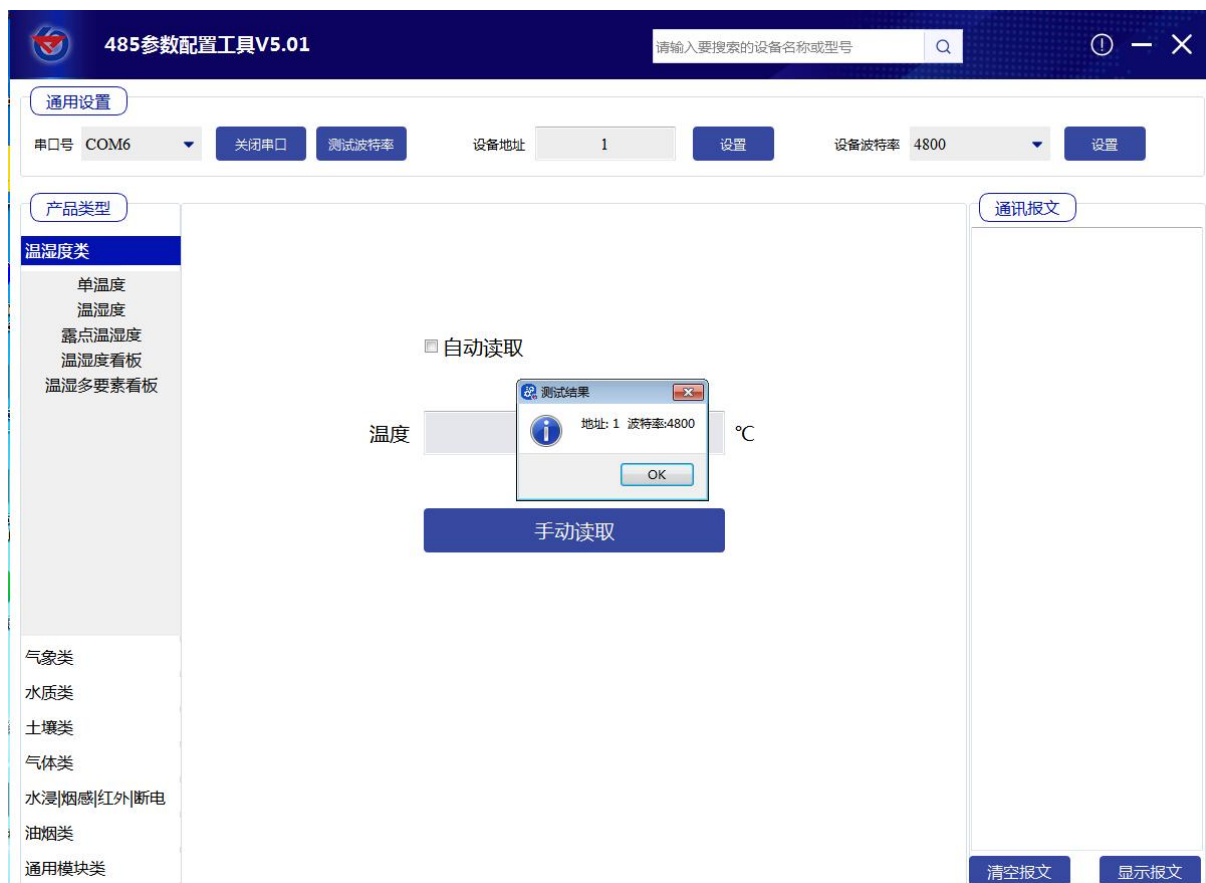 485参数配置工具V5.01
请输入要搜索的设备名称或型号
通用设置
串口号 COM6 关闭串口 测试波特率 设备地址 1 设置 设备波特率 4800 设置
产品类型
温湿度类
单温度
温湿度
露点温湿度
温湿度看板
温湿多要素看板
气象类
水质类
土壤类
气体类
水浸|烟感|红外|断电
油烟类
通用模块类
自动读取
温度 ℃
手动读取
测试结果
地址: 1 波特率:4800
OK
通讯报文
清空报文 显示报文